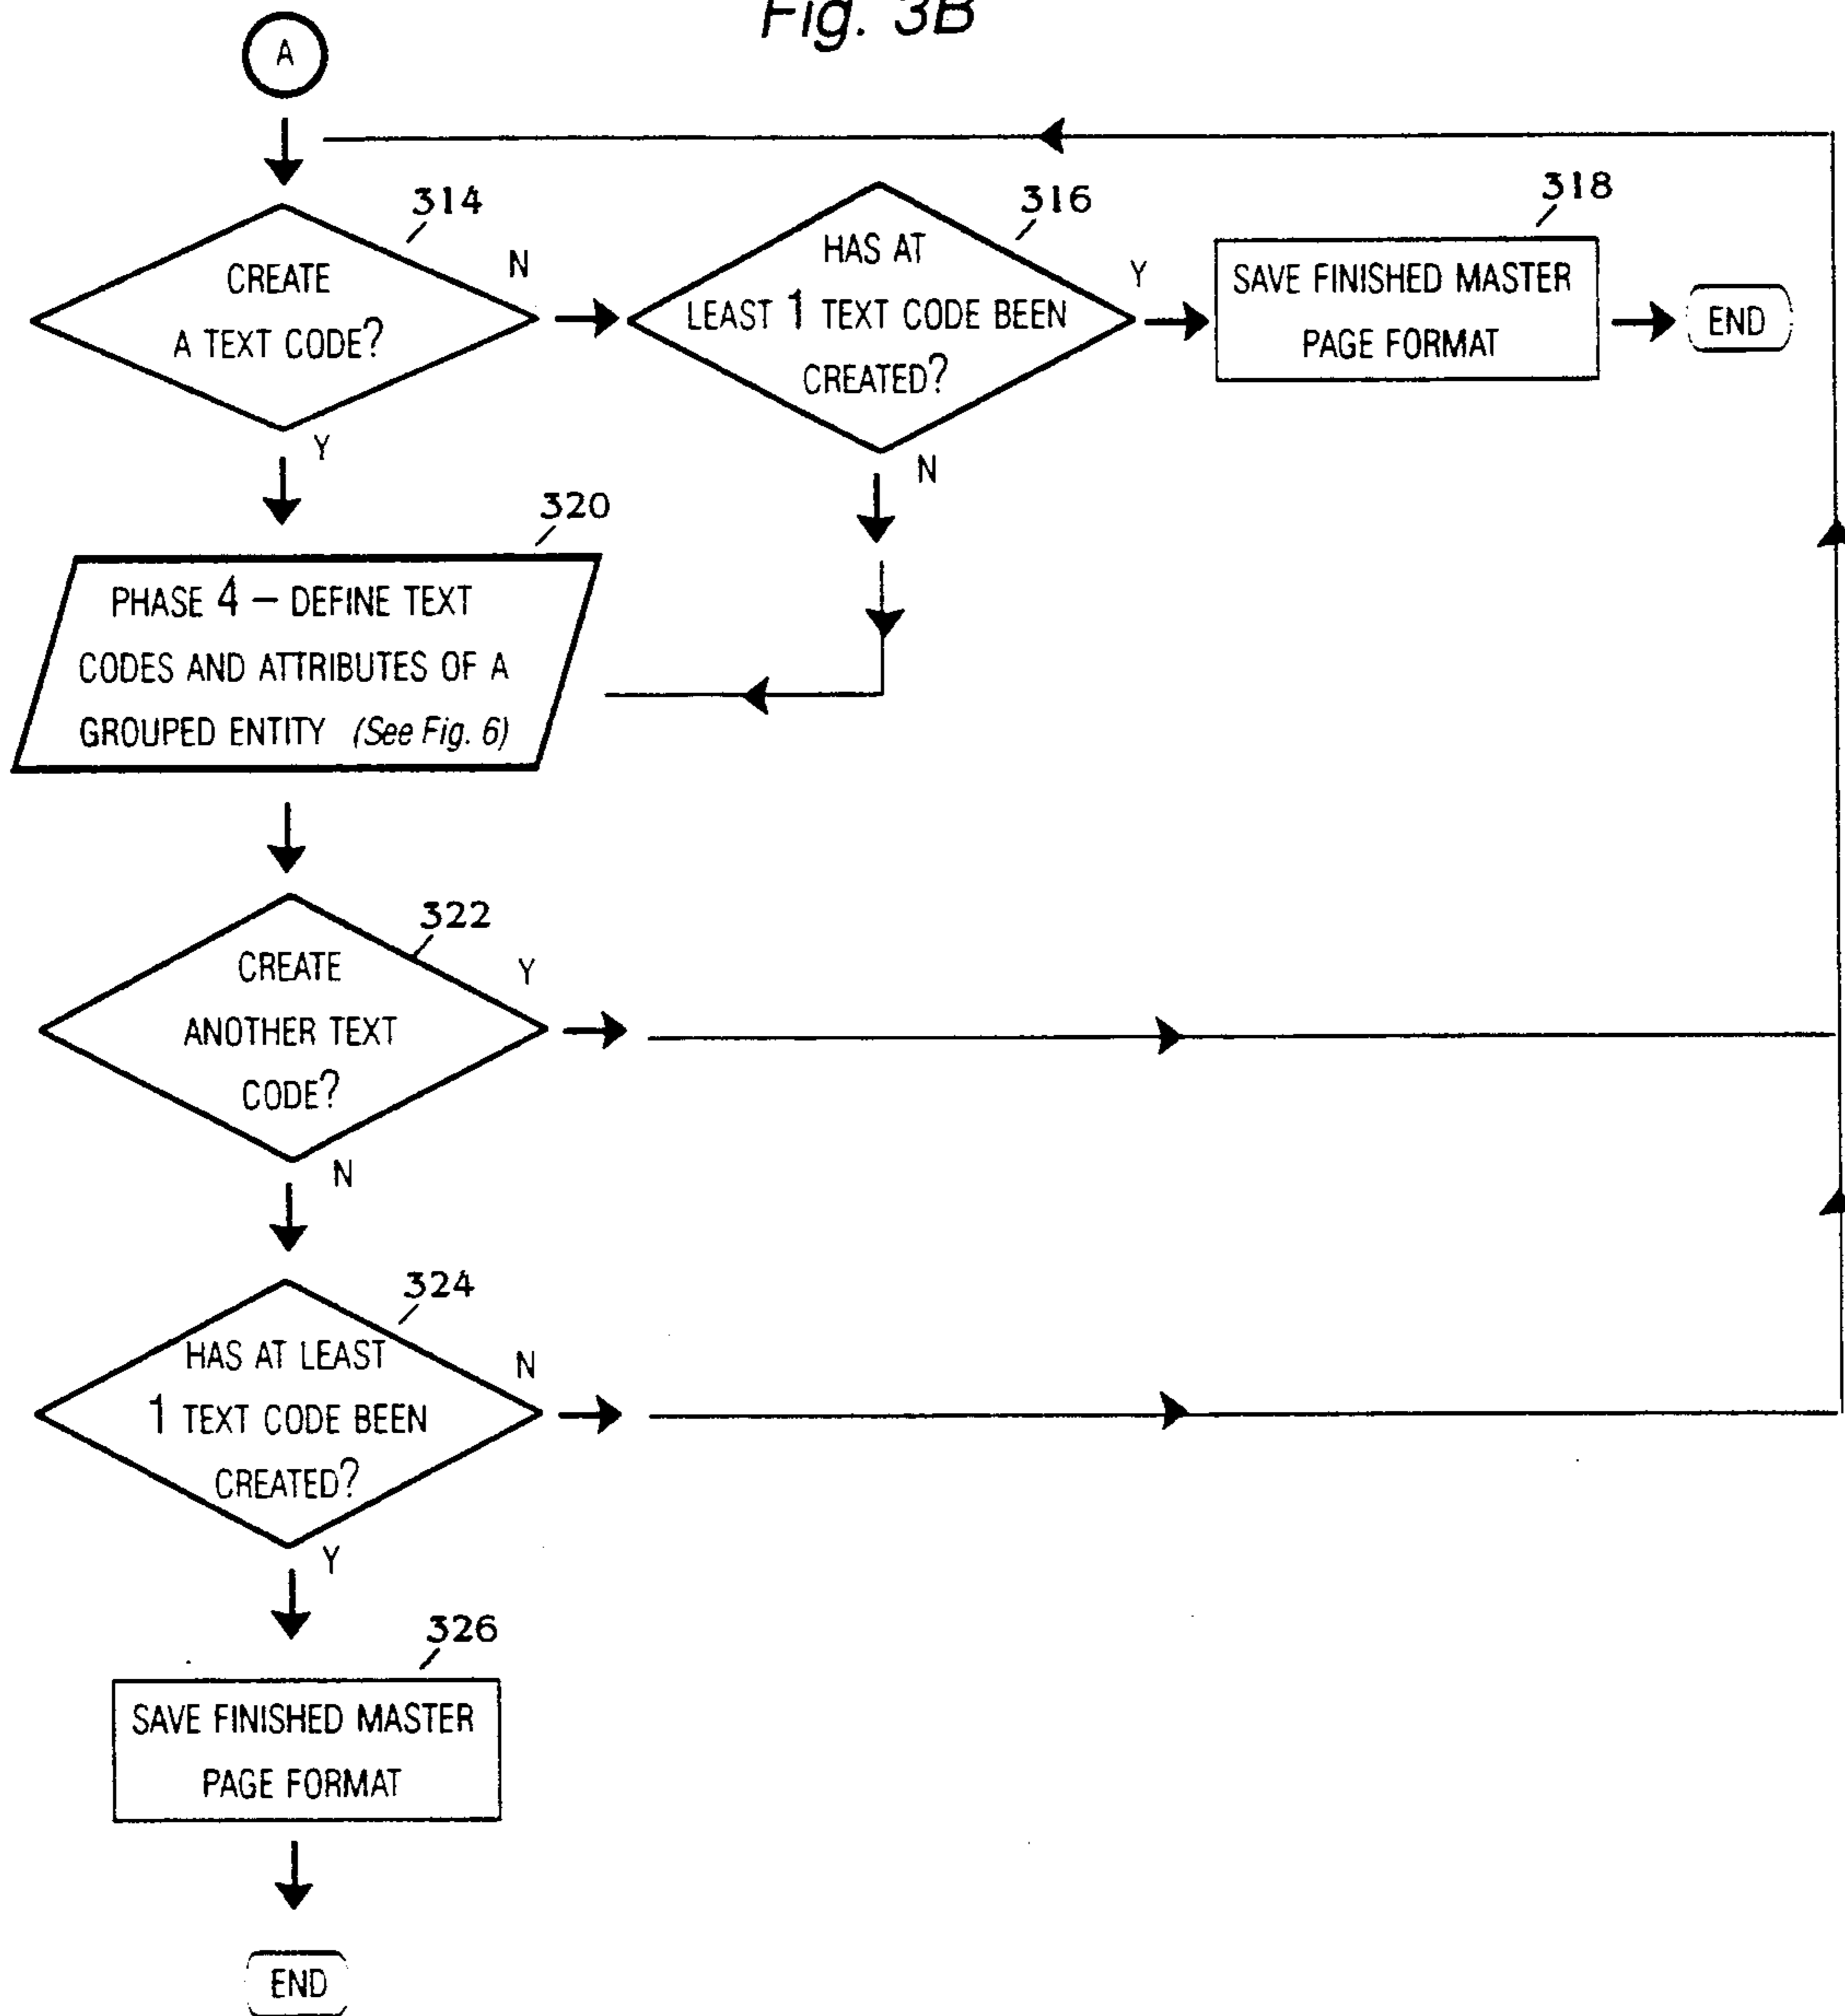 Fig. 3B
A
314
CREATE
A TEXT CODE?
N
Y
316
HAS AT
LEAST 1 TEXT CODE BEEN
CREATED?
Y
N
318
SAVE FINISHED MASTER
PAGE FORMAT
END
320
PHASE 4 – DEFINE TEXT
CODES AND ATTRIBUTES OF A
GROUPED ENTITY (See Fig. 6)
322
CREATE
ANOTHER TEXT
CODE?
Y
N
324
HAS AT LEAST
1 TEXT CODE BEEN
CREATED?
N
Y
326
SAVE FINISHED MASTER
PAGE FORMAT
END